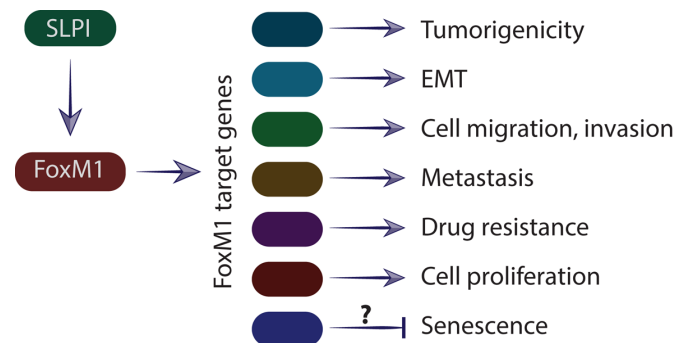 SLPI
FoxM1
FoxM1 target genes
Tumorigenicity
EMT
Cell migration, invasion
Metastasis
Drug resistance
Cell proliferation
?
Senescence